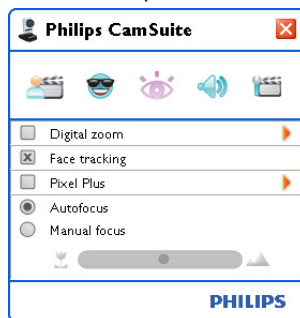 Philips CamSuite
Digital zoom
Face tracking
Pixel Plus
Autofocus
Manual focus
PHILIPS